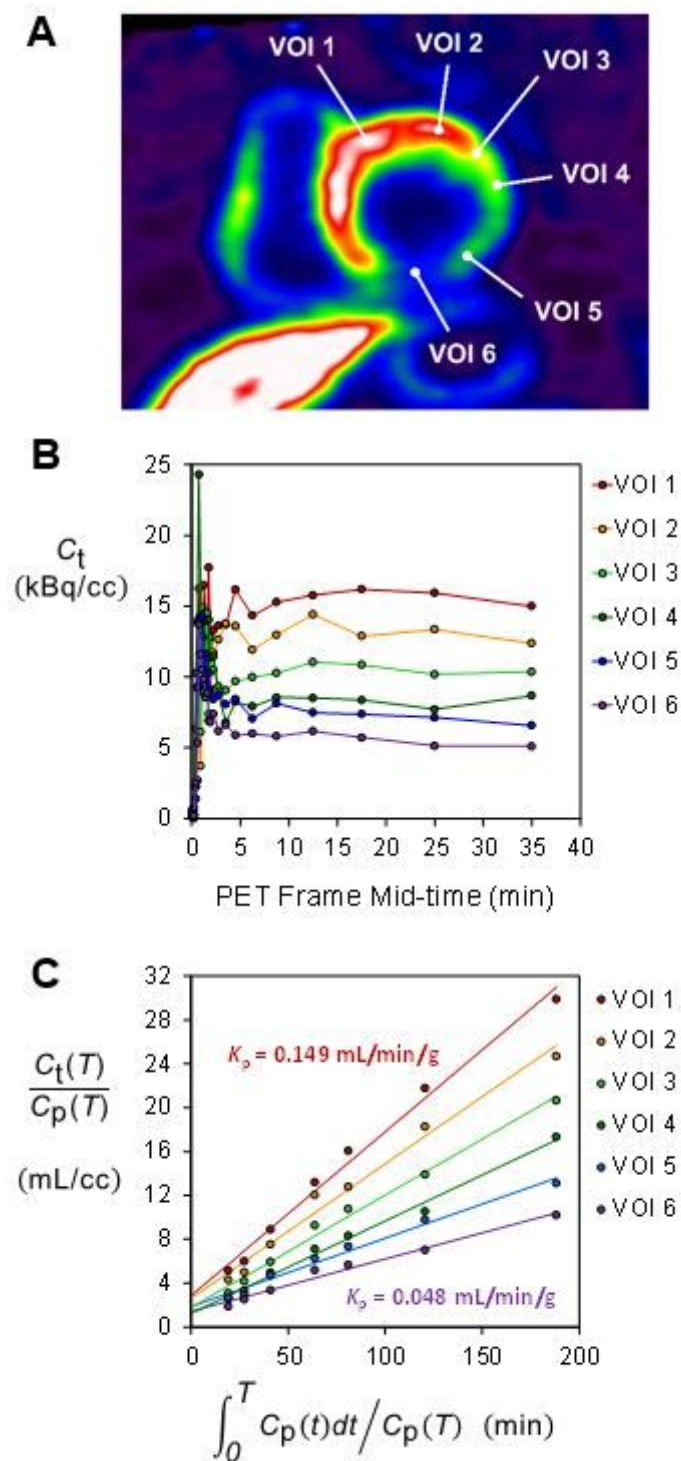 A
VOI 1
VOI 2
VOI 3
VOI 4
VOI 5
VOI 6
B
Ct
(kBq/cc)
25
20
15
10
5
0
0 5 10 15 20 25 30 35 40
PET Frame Mid-time (min)
VOI 1
VOI 2
VOI 3
VOI 4
VOI 5
VOI 6
C
Ct(T)
Cp(T)
(mL/cc)
32
28
24
20
16
12
8
4
0
Kp = 0.149 mL/min/g
Kp = 0.048 mL/min/g
0 50 100 150 200
∫₀ᵀ Cp(t)dt/Cp(T) (min)
VOI 1
VOI 2
VOI 3
VOI 4
VOI 5
VOI 6